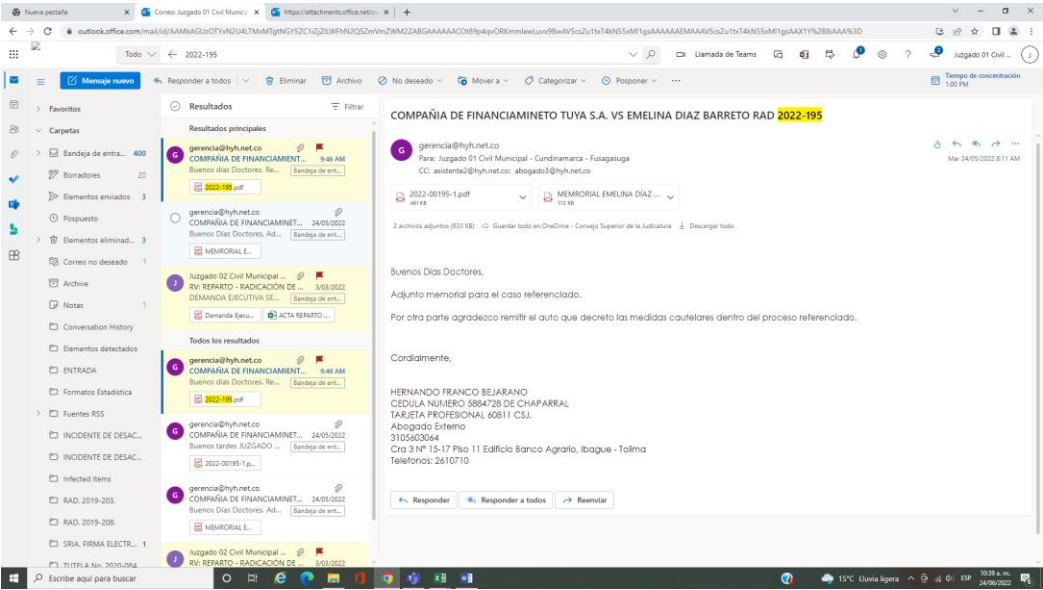 Nueva pestaña
Correo: Juzgado 01 Civil Municip
https://attachments.office.net/o
Todo
2022-195
Llamada de Teams
Juzgado 01 Civil ...
Mensaje nuevo
Responder a todos
Eliminar
Archivo
No deseado
Mover a
Categorizar
Posponer
Tiempo de concentración
1:00 PM
Favoritos
Carpetas
Bandeja de entra... 400
Borradores 20
Elementos enviados 3
Pospuesto
Elementos eliminad... 3
Correo no deseado 1
Archive
Notas 1
Conversation History
Elementos detectados
ENTRADA
Formatos Estadistica
Fuentes RSS
INCIDENTE DE DESAC...
INCIDENTE DE DESAC...
Infected Items
RAD. 2019-203.
RAD. 2019-208.
SRIA. FIRMA ELECTR... 1
TUTELA No. 2020-084
Resultados
Filtrar
Resultados principales
gerencia@hyh.net.co
COMPAÑIA DE FINANCIAMIENT... 9:46 AM
Buenos días Doctores. Re... Bandeja de ent...
2022-195.pdf
gerencia@hyh.net.co
COMPAÑIA DE FINANCIAMINET... 24/05/2022
Buenos Días Doctores. Ad... Bandeja de ent...
MEMRORIAL E...
Juzgado 02 Civil Municipal ...
RV: REPARTO - RADICACIÓN DE ... 3/03/2022
DEMANDA EJECUTIVA SE... Bandeja de ent...
Demanda Ejecu...
ACTA REPARTO ...
Todos los resultados
gerencia@hyh.net.co
COMPAÑIA DE FINANCIAMIENT... 9:46 AM
Buenos días Doctores. Re... Bandeja de ent...
2022-195.pdf
gerencia@hyh.net.co
COMPAÑIA DE FINANCIAMINET... 24/05/2022
Buenos tardes JUZGADO ... Bandeja de ent...
2022-00195-1.p...
gerencia@hyh.net.co
COMPAÑIA DE FINANCIAMINET... 24/05/2022
Buenos Días Doctores. Ad... Bandeja de ent...
MEMRORIAL E...
Juzgado 02 Civil Municipal ...
RV: REPARTO - RADICACIÓN DE ... 3/03/2022
COMPAÑIA DE FINANCIAMINETO TUYA S.A. VS EMELINA DIAZ BARRETO RAD 2022-195
gerencia@hyh.net.co
Para: Juzgado 01 Civil Municipal - Cundinamarca - Fusagasuga
CC: asistente2@hyh.net.co; abogado3@hyh.net.co
Mar 24/05/2022 8:11 AM
2022-00195-1.pdf
461 KB
MEMRORIAL EMELINA DÍAZ ...
172 KB
2 archivos adjuntos (633 KB) Guardar todo en OneDrive - Consejo Superior de la Judicatura Descargar todo
Buenos Días Doctores,
Adjunto memorial para el caso referenciado.
Por otra parte agradezco remitir el auto que decreto las medidas cautelares dentro del proceso referenciado.
Cordialmente,
HERNANDO FRANCO BEJARANO
CEDULA NUMERO 5884728 DE CHAPARRAL
TARJETA PROFESIONAL 60811 CSJ.
Abogado Externo
3105603064
Cra 3 N° 15-17 Piso 11 Edificio Banco Agrario, Ibague - Tolima
Telefonos: 2610710
Responder
Responder a todos
Reenviar
Escribe aquí para buscar
15°C Lluvia ligera
ESP
10:39 a. m.
24/06/2022